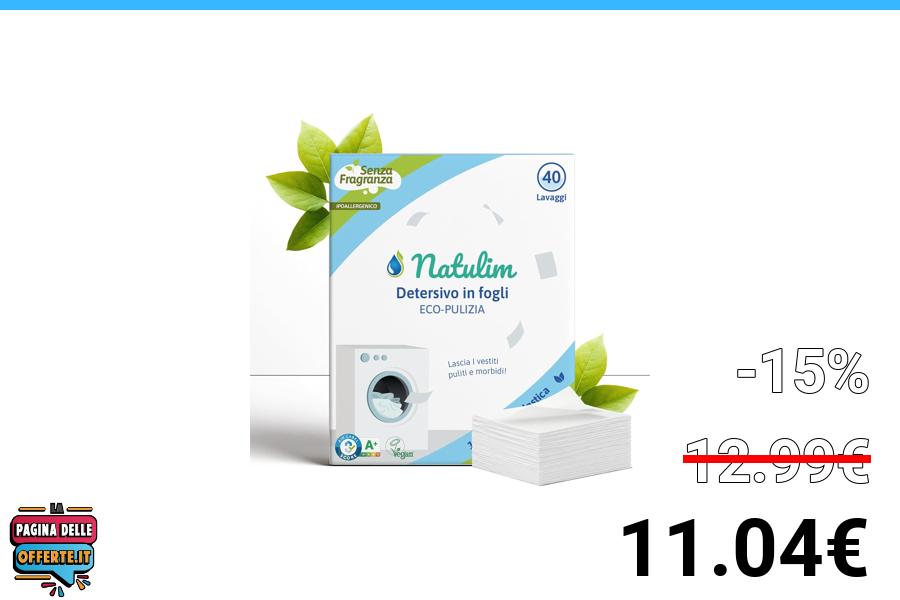 Senza
Fragranza
IPOALLERGENICO
40
Lavaggi
Natulim
Detersivo in fogli
ECO-PULIZIA
Lascia I vestiti
puliti e morbidi!
A+
Vegan
-15%
12.99€
11.04€
LA
PAGINA DELLE
OFFERTE.IT